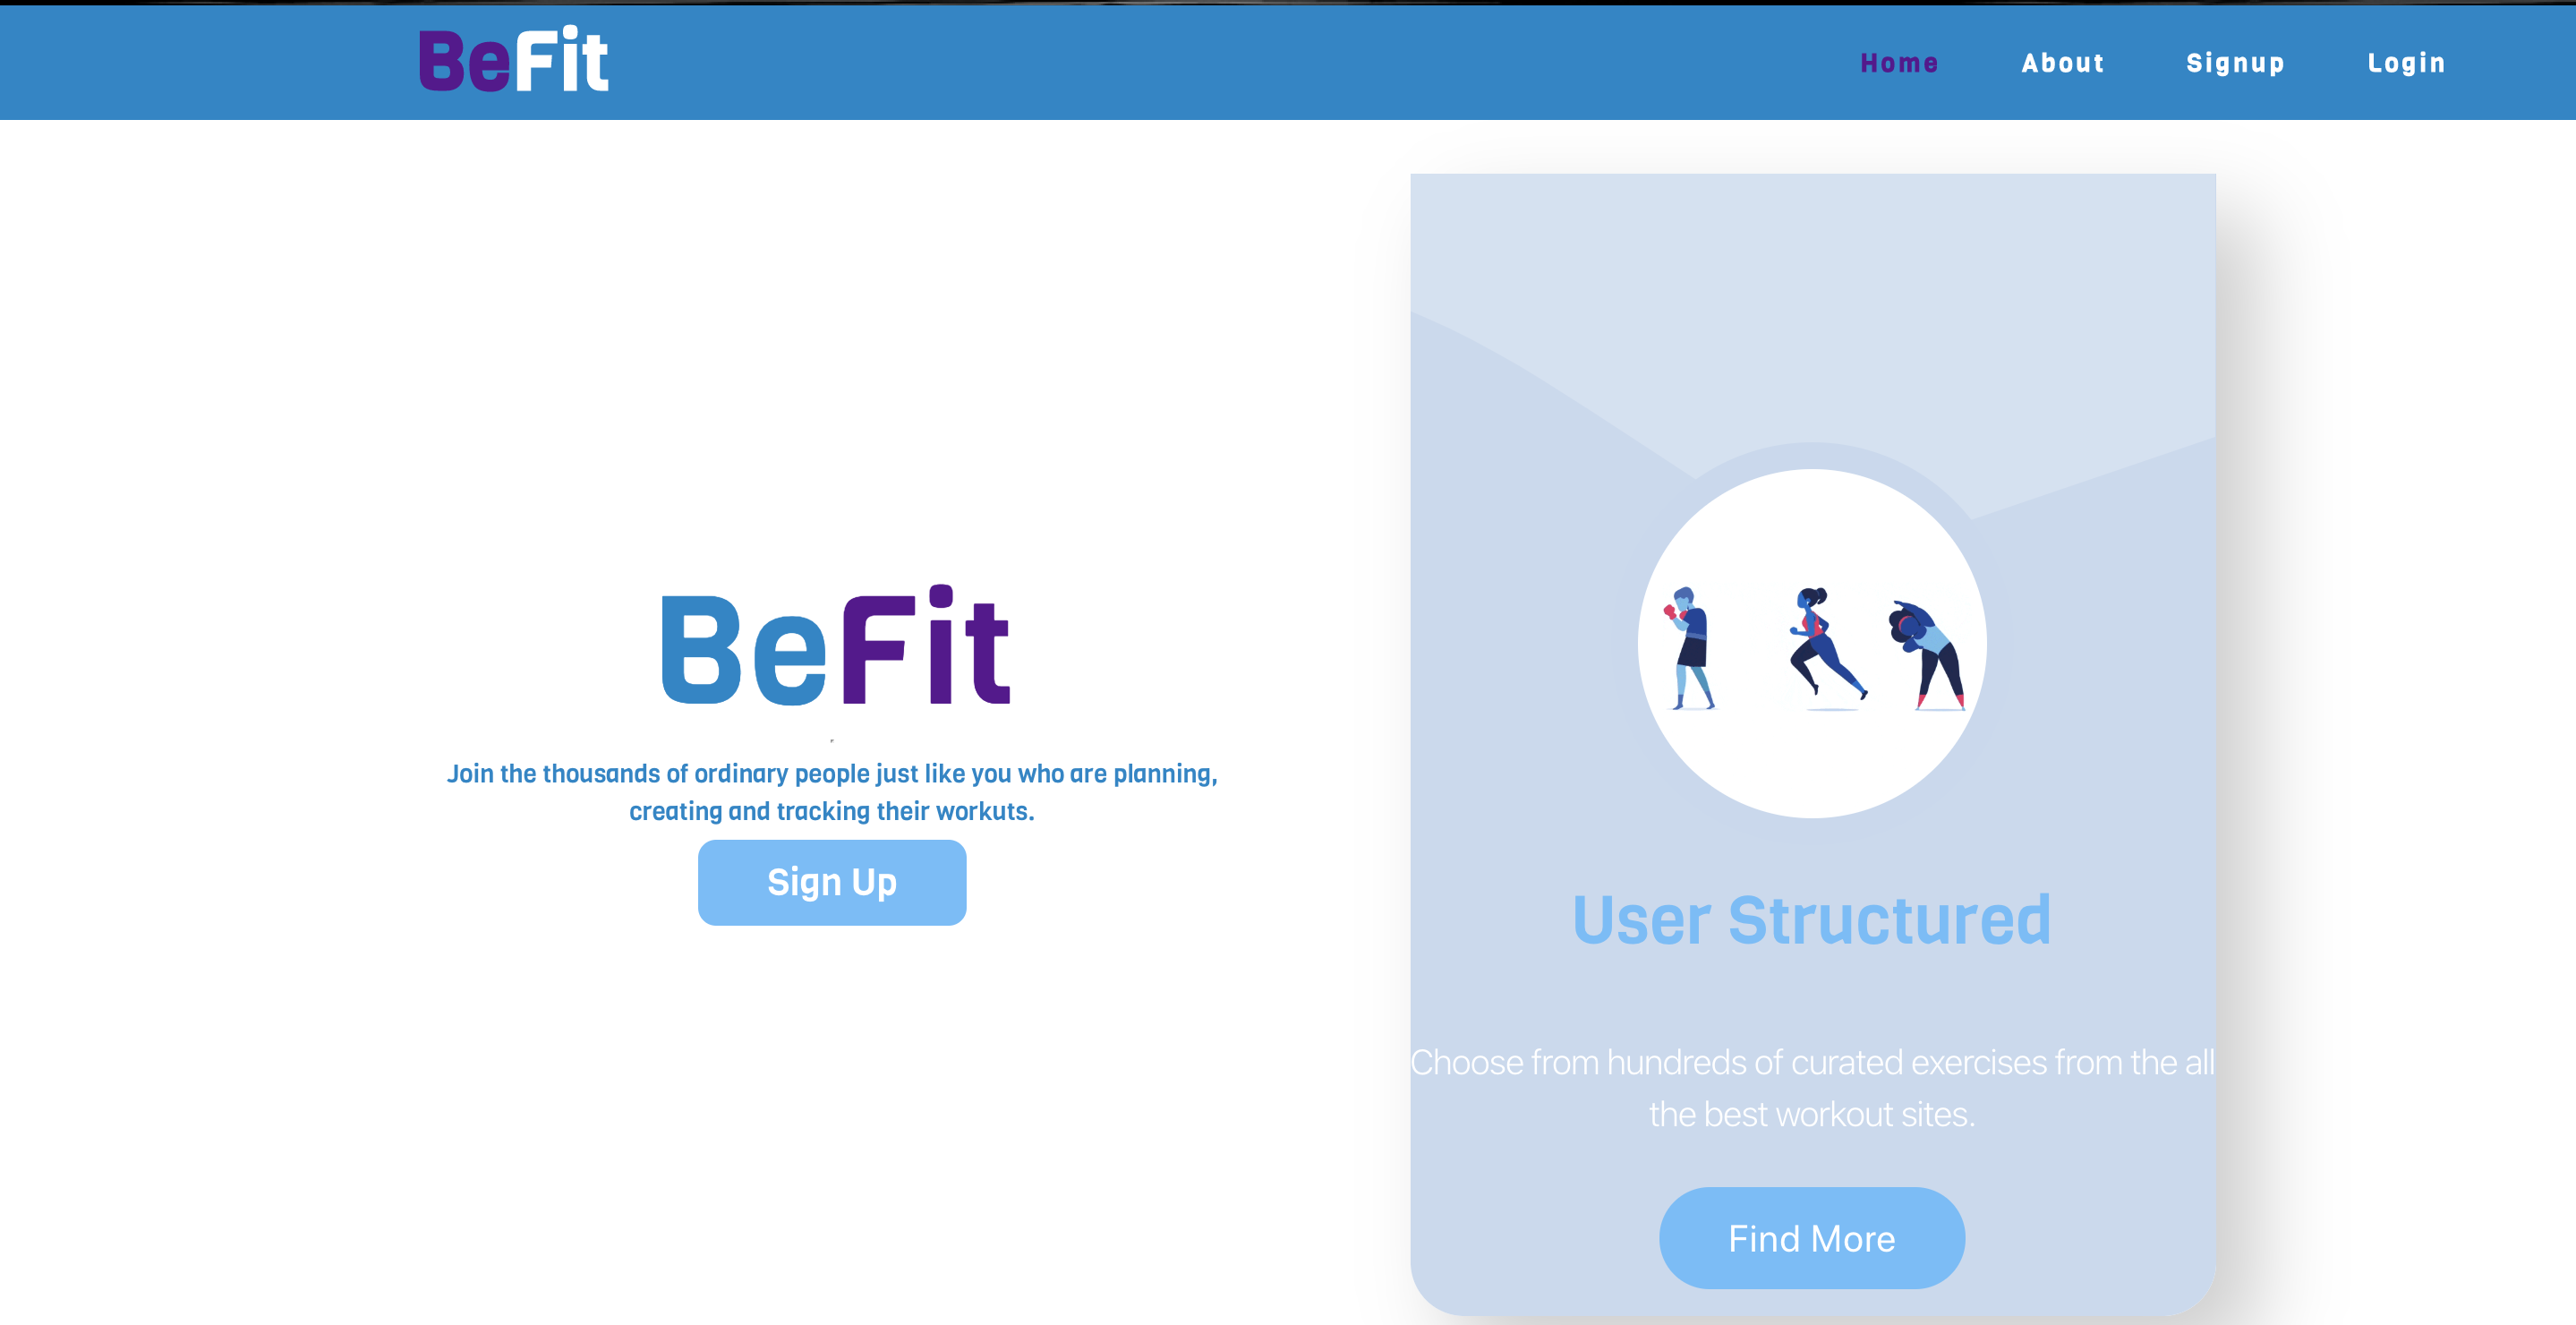 BeFit
Home About Signup Login
BeFit
Join the thousands of ordinary people just like you who are planning,
creating and tracking their workuts.
Sign Up
User Structured
Choose from hundreds of curated exercises from the all
the best workout sites.
Find More